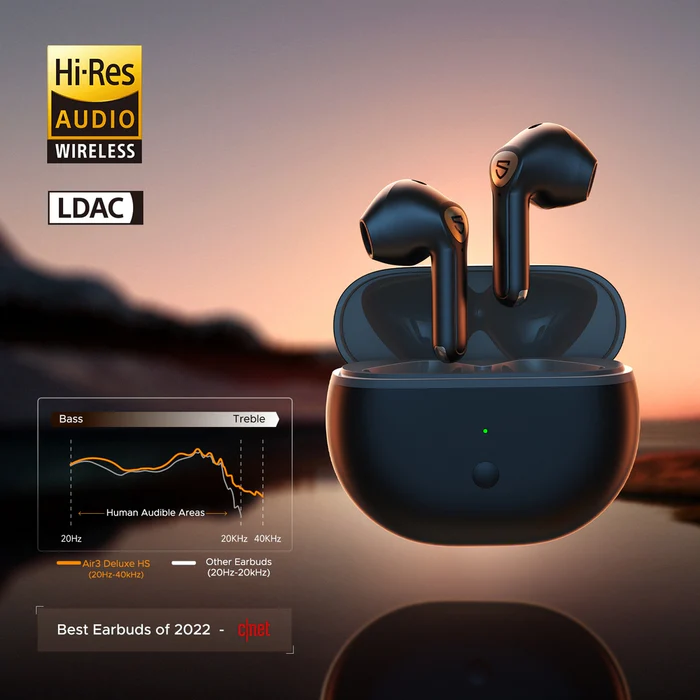 Hi-Res
AUDIO
WIRELESS
LDAC
Bass Treble
Human Audible Areas
20Hz 20KHz 40KHz
Air3 Deluxe HS
(20Hz-40kHz)
Other Earbuds
(20Hz-20kHz)
Best Earbuds of 2022 - c|net